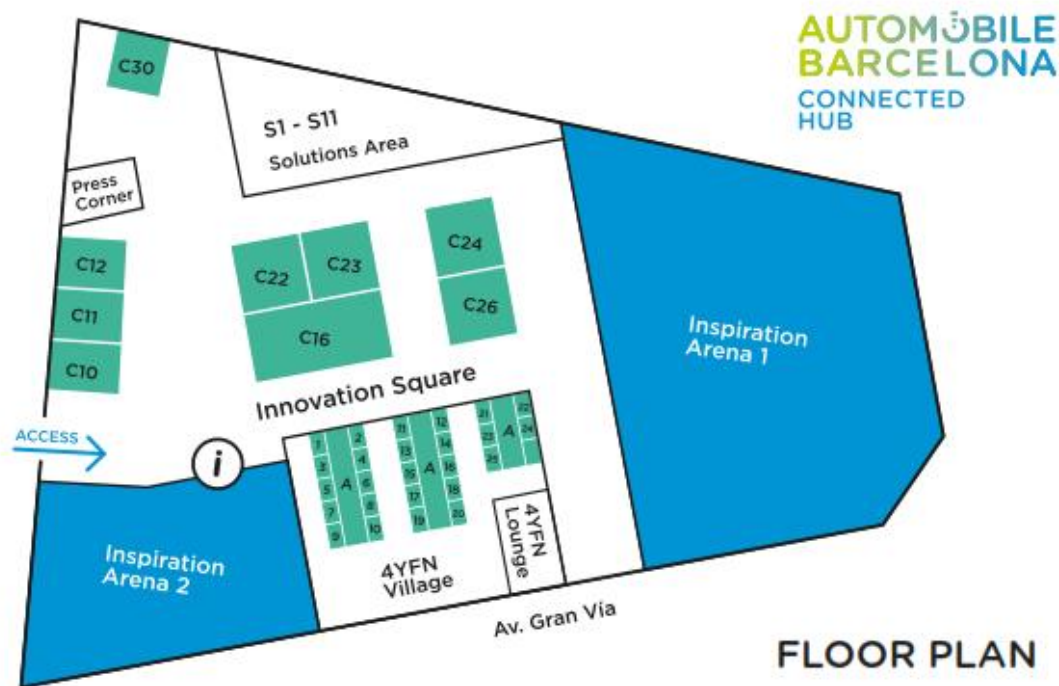 AUTOMOBILE
BARCELONA
CONNECTED
HUB
C30
S1 - S11
Solutions Area
Press
Corner
C12
C11
C10
C22
C23
C16
C24
C26
Inspiration
Arena 1
Innovation Square
ACCESS
i
1
2
3
4
5
6
7
8
9
10
A
11
12
13
14
15
16
17
18
19
20
A
21
22
23
24
25
A
4YFN
Lounge
4YFN
Village
Inspiration
Arena 2
Av. Gran Vía
FLOOR PLAN